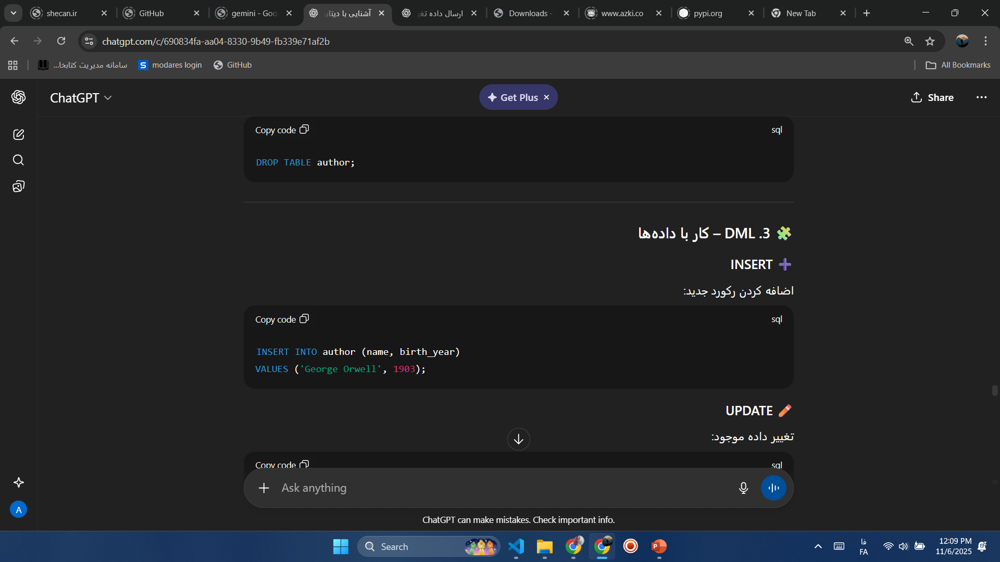 shecan.ir
GitHub
gemini - Goo
آشنایی با دیتابی
ارسال داده تغی
Downloads -
www.azki.co
pypi.org
New Tab
chatgpt.com/c/690834fa-aa04-8330-9b49-fb339e71af2b
سامانه مدیریت کتابخا...
modares login
GitHub
All Bookmarks
ChatGPT
Get Plus
Share
Copy code
sql
DROP TABLE author;
3. DML – کار با داده‌ها
INSERT
اضافه کردن رکورد جدید:
Copy code
sql
INSERT INTO author (name, birth_year)
VALUES ('George Orwell', 1903);
UPDATE
تغییر داده موجود:
Copy code
sql
Ask anything
A
ChatGPT can make mistakes. Check important info.
Search
فا
FA
12:09 PM
11/6/2025